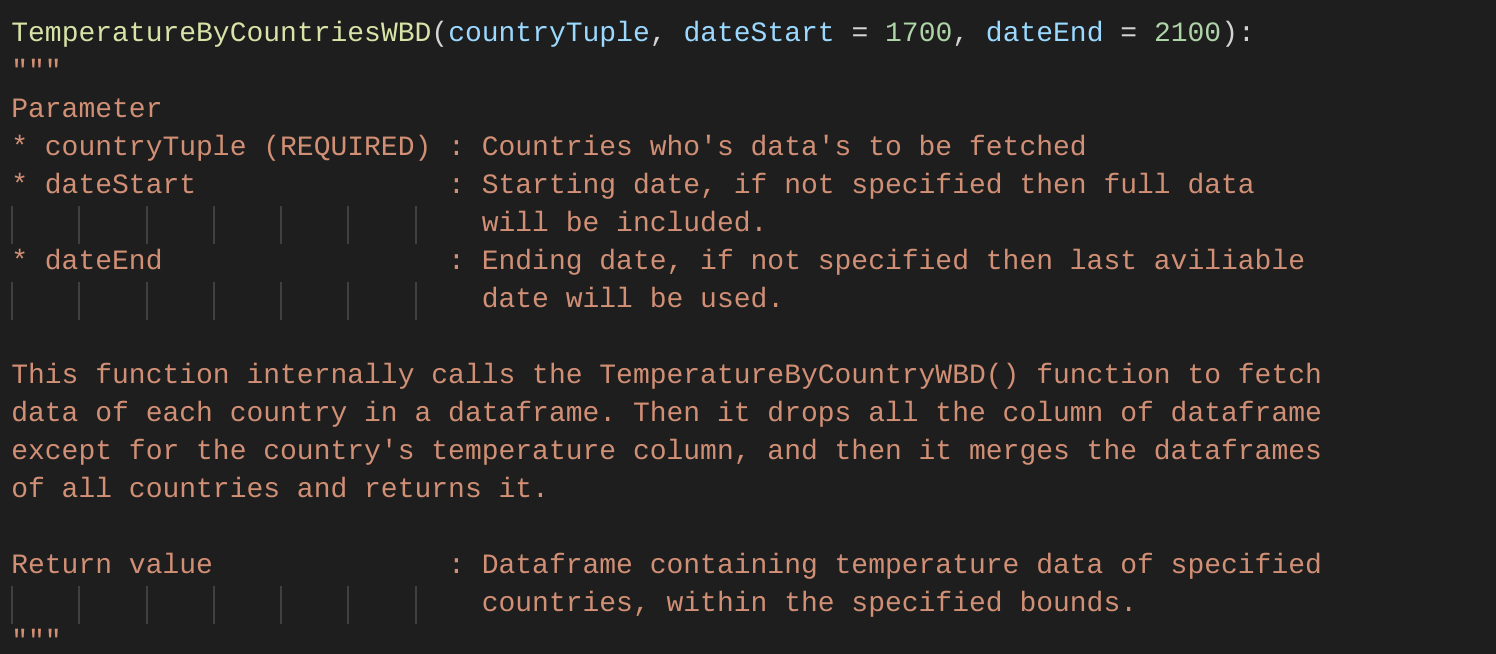 TemperatureByCountriesWBD(countryTuple, dateStart = 1700, dateEnd = 2100):
"""
Parameter
* countryTuple (REQUIRED) : Countries who's data's to be fetched
* dateStart               : Starting date, if not specified then full data
                            will be included.
* dateEnd                 : Ending date, if not specified then last aviliable
                            date will be used.

This function internally calls the TemperatureByCountryWBD() function to fetch
data of each country in a dataframe. Then it drops all the column of dataframe
except for the country's temperature column, and then it merges the dataframes
of all countries and returns it.

Return value              : Dataframe containing temperature data of specified
                            countries, within the specified bounds.
"""